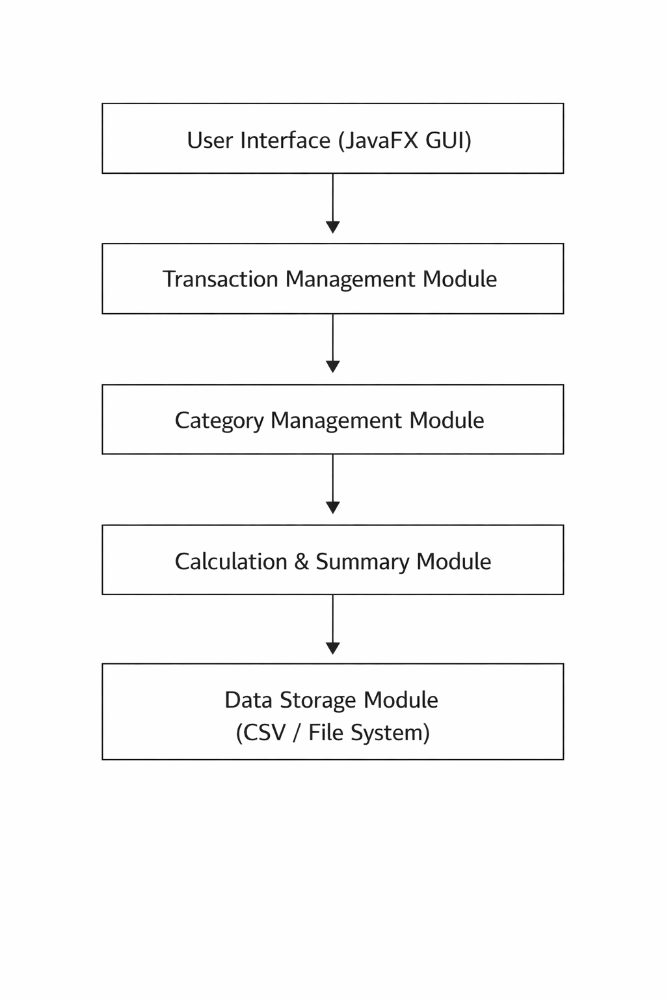 User Interface (JavaFX GUI)
Transaction Management Module
Category Management Module
Calculation & Summary Module
Data Storage Module
(CSV / File System)